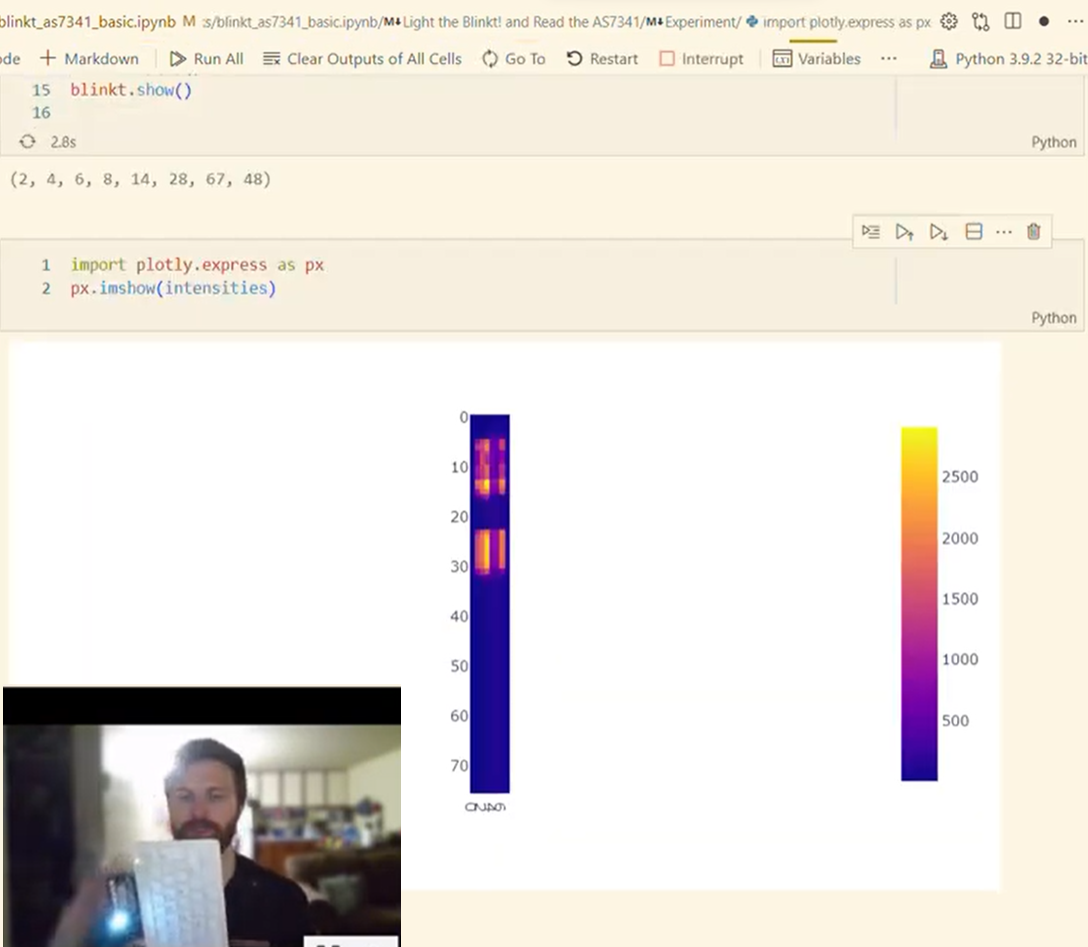 blinkt_as7341_basic.ipynb M :s/blinkt_as7341_basic.ipynb/M↓Light the Blinkt! and Read the AS7341/M↓Experiment/ import plotly.express as px ···
de + Markdown Run All Clear Outputs of All Cells Go To Restart Interrupt Variables ··· Python 3.9.2 32-bit
15 blinkt.show()
16
2.8s
Python
(2, 4, 6, 8, 14, 28, 67, 48)
1 import plotly.express as px
2 px.imshow(intensities)
Python
0
10
20
30
40
50
60
70
2500
2000
1500
1000
500